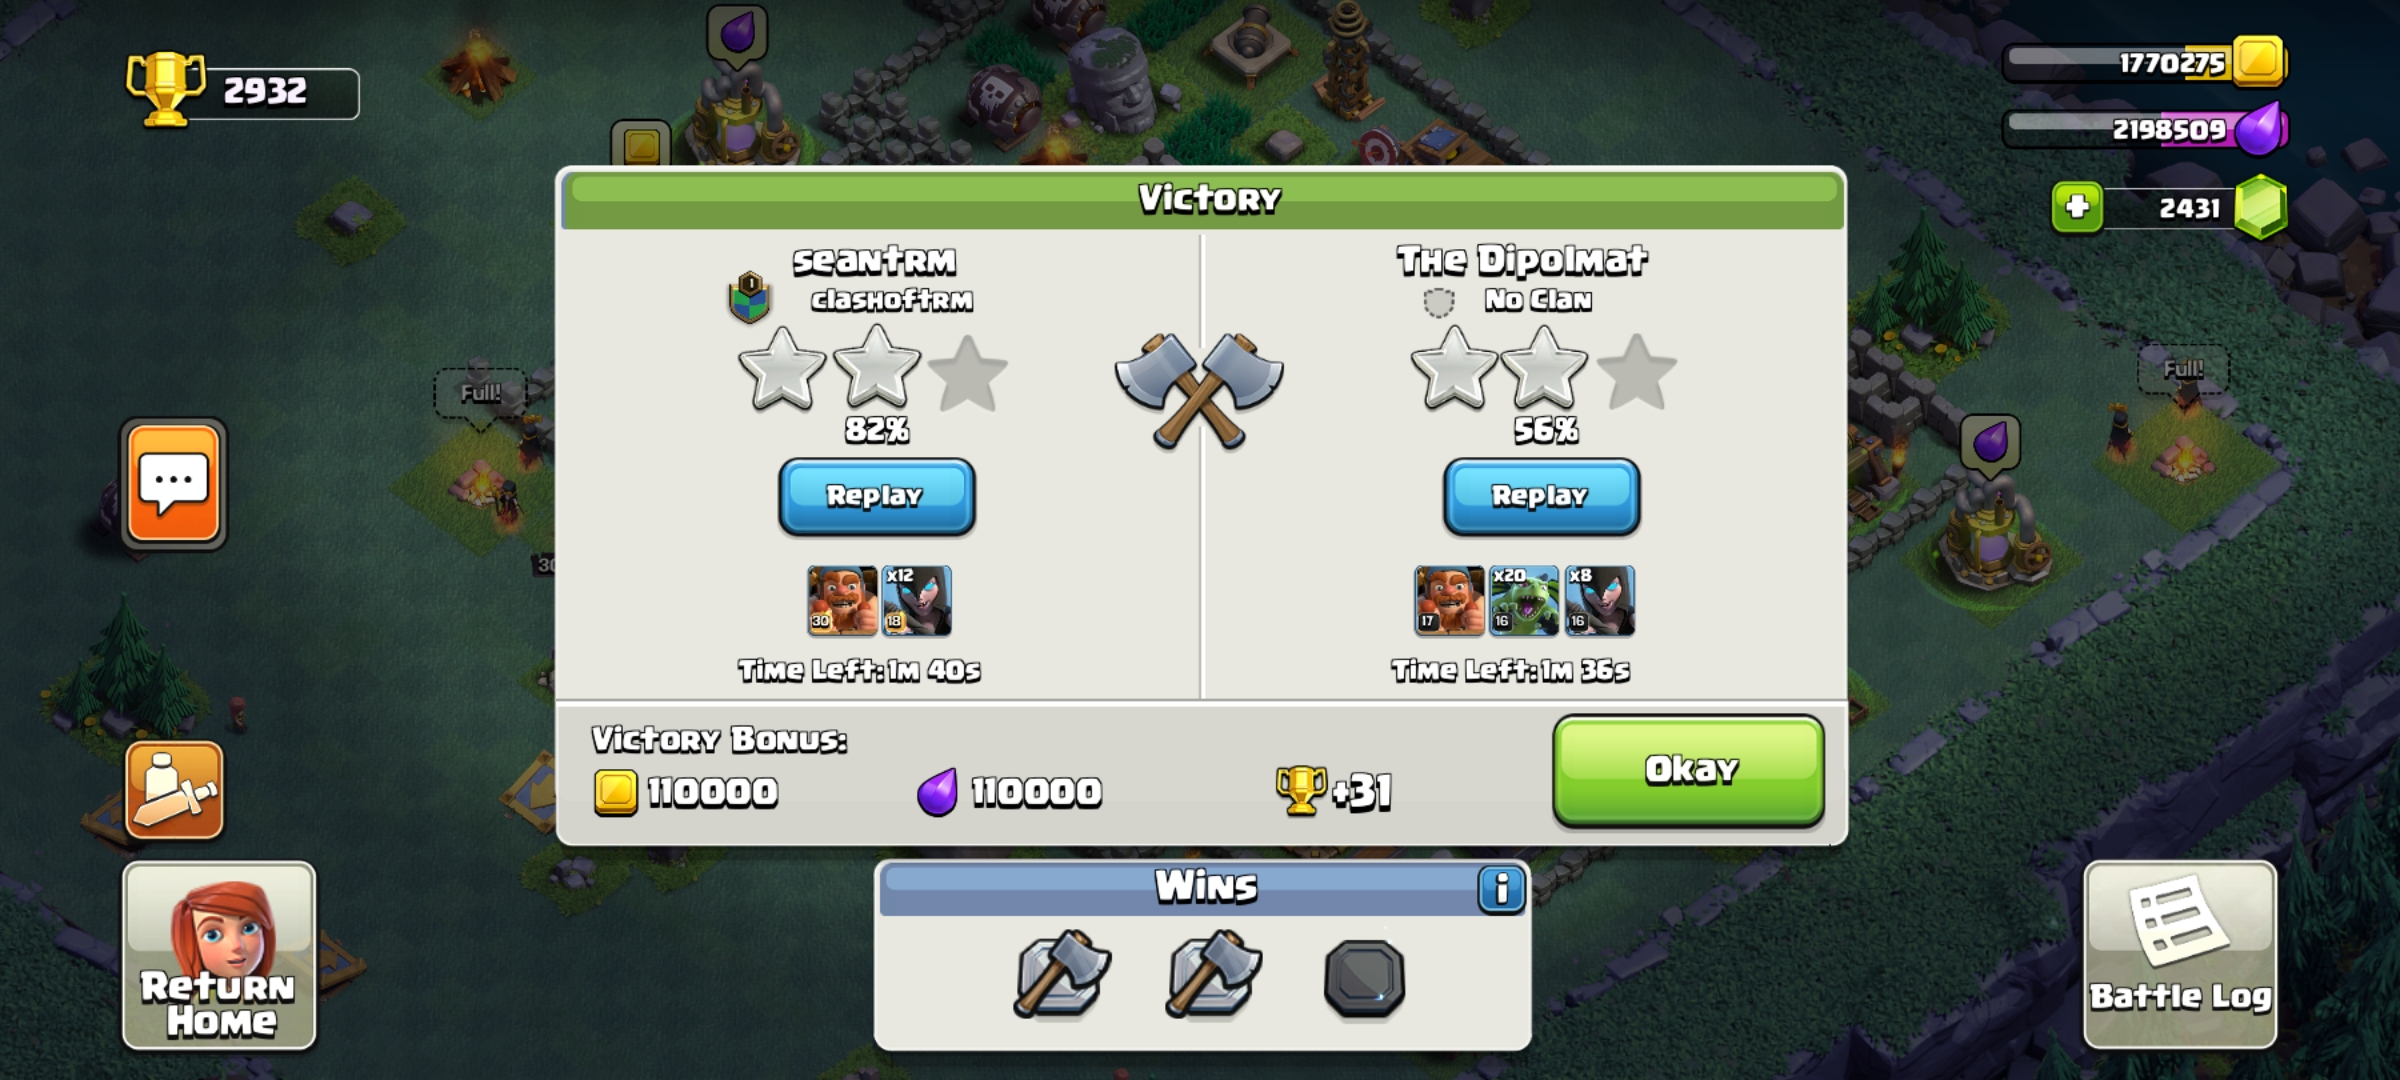 2932
1770275
2198509
2431
Victory
seantrm
1
clashoftrm
82%
Replay
30
x12
18
Time Left:1m 40s
The Dipolmat
No Clan
56%
Replay
17
x20
16
x8
16
Time Left:1m 36s
Full!
Full!
30
Victory Bonus:
110000
110000
+31
Okay
Wins
i
Return
Home
Battle Log